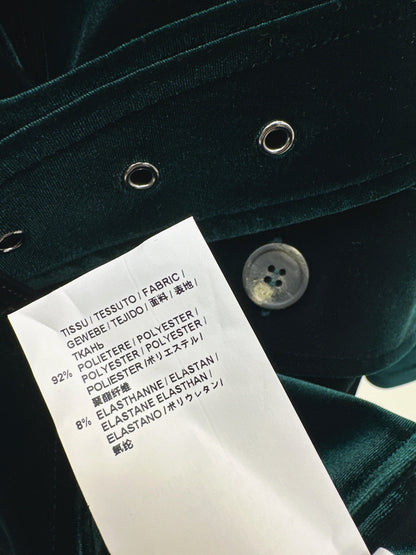 TISSU / TESSUTO / FABRIC /
GEWEBE / TEJIDO / 面料 / 表地 /
ТКАНЬ
92% POLIETERE / POLYESTER /
POLYESTER / POLYESTER /
POLIESTER /ポリエステル /
聚酯纤维
8% ELASTHANNE / ELASTAN /
ELASTANE ELASTHAN /
ELASTANO /ポリウレタン /
氨纶